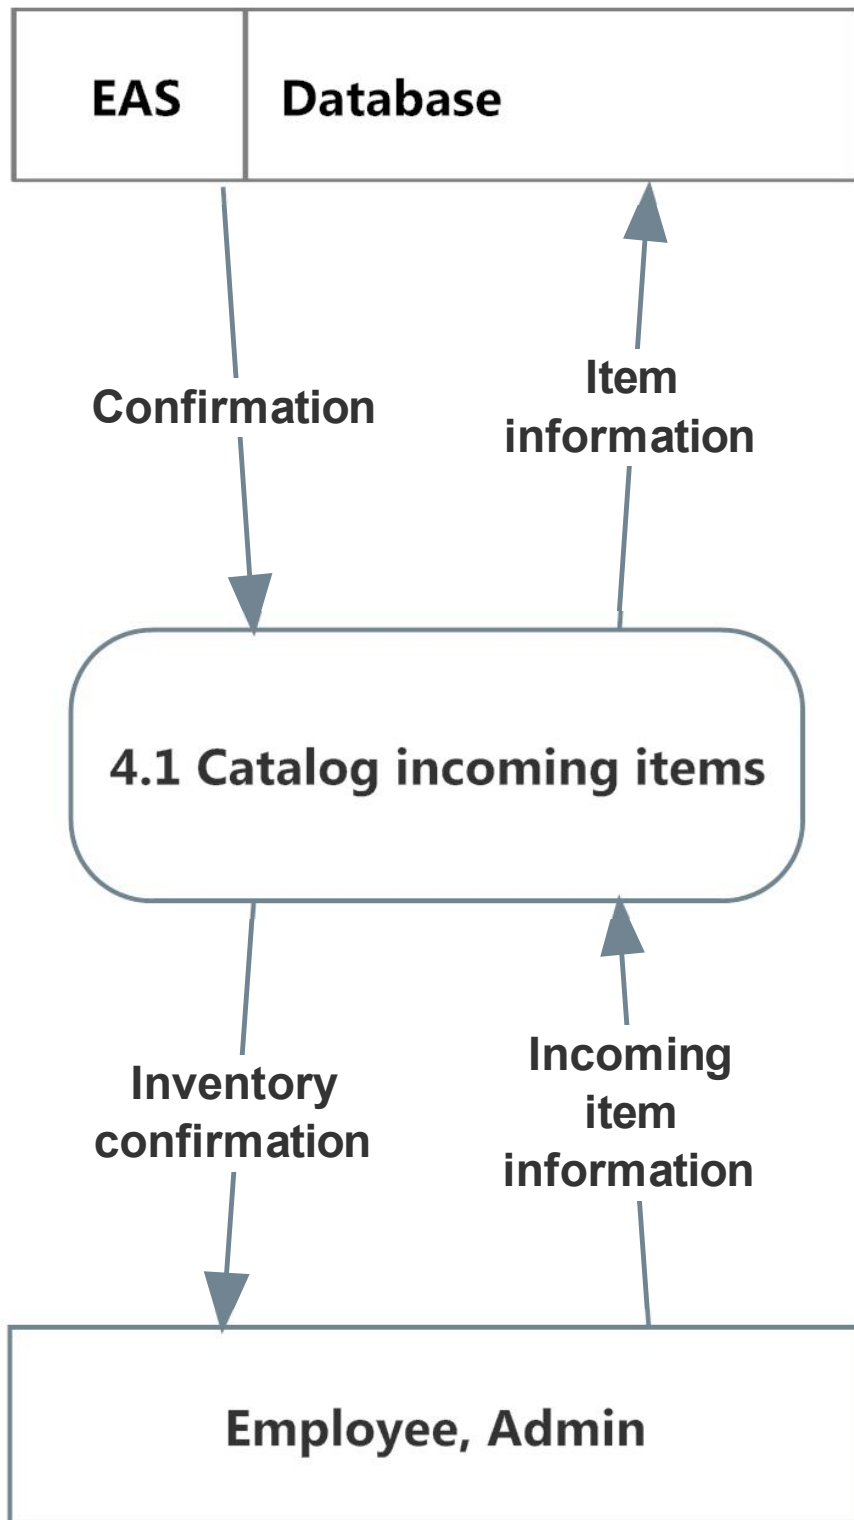 EAS Database
Confirmation
Item
information
4.1 Catalog incoming items
Inventory
confirmation
Incoming
item
information
Employee, Admin